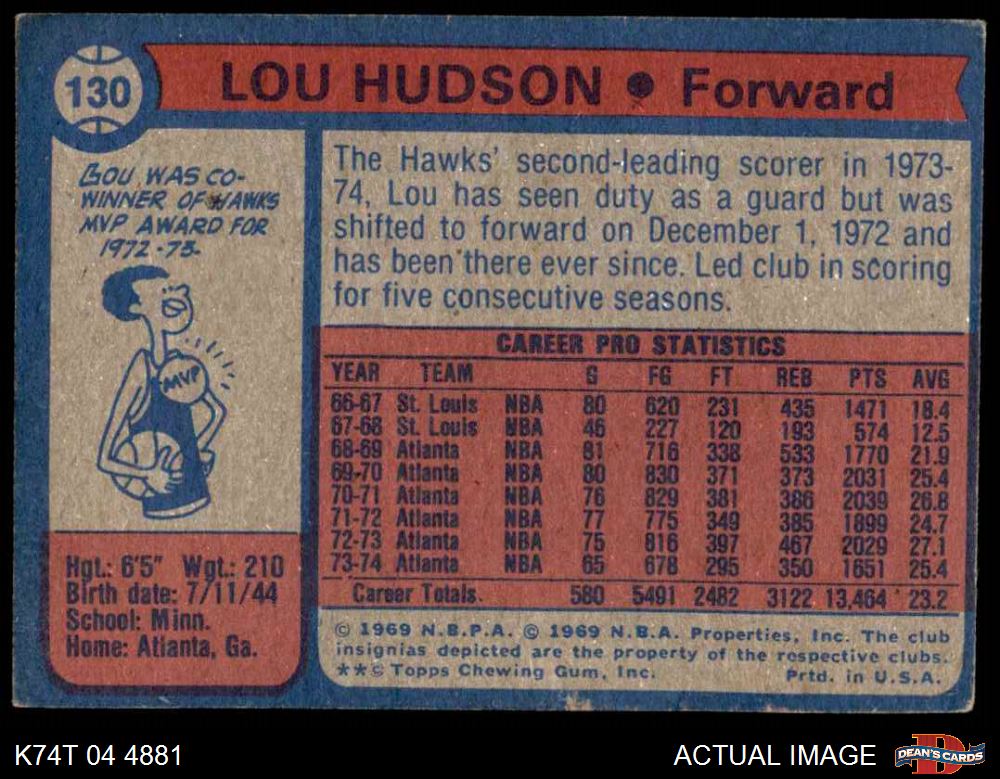 130
LOU HUDSON • Forward
LOU WAS CO-
WINNER OF HAWKS
MVP AWARD FOR
1972-73.
MVP
The Hawks' second-leading scorer in 1973-
74, Lou has seen duty as a guard but was
shifted to forward on December 1, 1972 and
has been there ever since. Led club in scoring
for five consecutive seasons.
CAREER PRO STATISTICS
YEAR TEAM G FG FT REB PTS AVG
66-67 St. Louis NBA 80 620 231 435 1471 18.4
67-68 St. Louis NBA 46 227 120 193 574 12.5
68-69 Atlanta NBA 81 716 338 533 1770 21.9
69-70 Atlanta NBA 80 830 371 373 2031 25.4
70-71 Atlanta NBA 76 829 381 386 2039 26.8
71-72 Atlanta NBA 77 775 349 385 1899 24.7
72-73 Atlanta NBA 75 816 397 467 2029 27.1
73-74 Atlanta NBA 65 678 295 350 1651 25.4
Career Totals. 580 5491 2482 3122 13,464 23.2
Hgt.: 6'5" Wgt.: 210
Birth date: 7/11/44
School: Minn.
Home: Atlanta, Ga.
© 1969 N.B.P.A. © 1969 N.B.A. Properties, Inc. The club
insignias depicted are the property of the respective clubs.
**© Topps Chewing Gum, Inc. Prtd. in U.S.A.
K74T 04 4881
ACTUAL IMAGE
D
DEAN'S CARDS